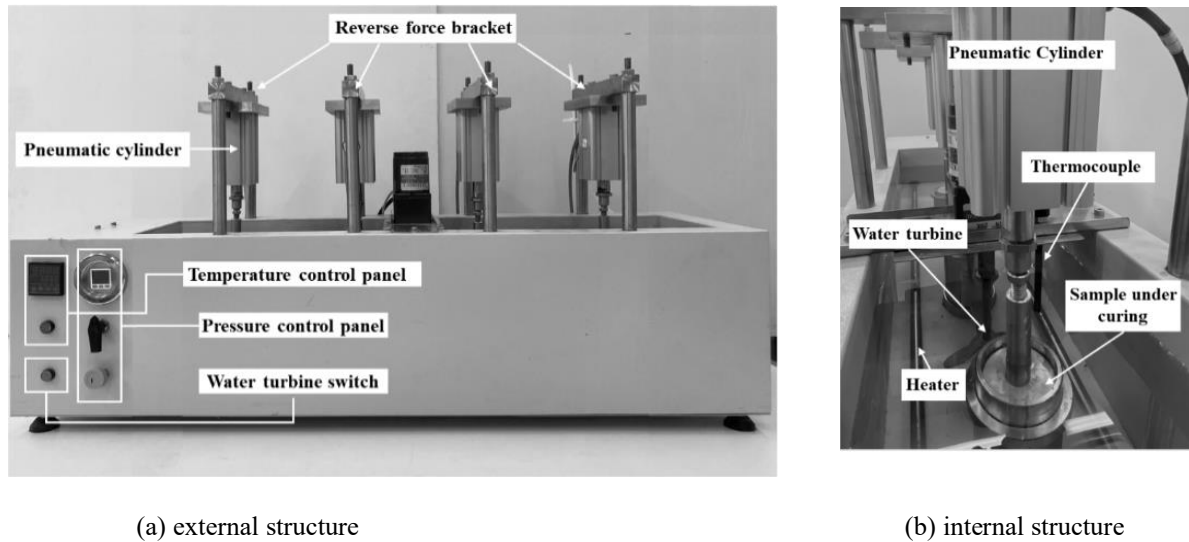 Reverse force bracket
Pneumatic cylinder
Temperature control panel
Pressure control panel
Water turbine switch
Pneumatic Cylinder
Thermocouple
Water turbine
Sample under
curing
Heater
(a) external structure
(b) internal structure